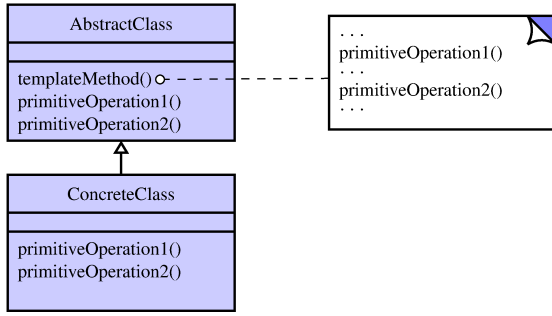 AbstractClass
templateMethod()
primitiveOperation1()
primitiveOperation2()
. . .
primitiveOperation1()
. . .
primitiveOperation2()
. . .
ConcreteClass
primitiveOperation1()
primitiveOperation2()